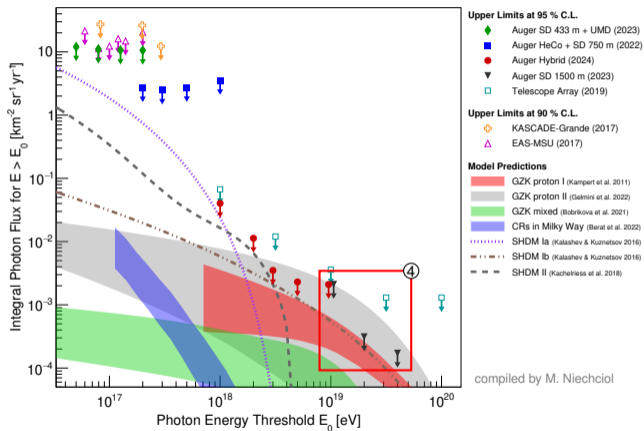 Integral Photon Flux for E > E₀ [km⁻² sr⁻¹ yr⁻¹]
10
1
10⁻¹
10⁻²
10⁻³
10⁻⁴
10¹⁷
10¹⁸
10¹⁹
10²⁰
Photon Energy Threshold E₀ [eV]
4
Upper Limits at 95 % C.L.
Auger SD 433 m + UMD (2023)
Auger HeCo + SD 750 m (2022)
Auger Hybrid (2024)
Auger SD 1500 m (2023)
Telescope Array (2019)
Upper Limits at 90 % C.L.
KASCADE-Grande (2017)
EAS-MSU (2017)
Model Predictions
GZK proton I (Kampert et al. 2011)
GZK proton II (Gelmini et al. 2022)
GZK mixed (Bobrikova et al. 2021)
CRs in Milky Way (Berat et al. 2022)
SHDM Ia (Kalashev & Kuznetsov 2016)
SHDM Ib (Kalashev & Kuznetsov 2016)
SHDM II (Kachelriess et al. 2018)
compiled by M. Niechciol